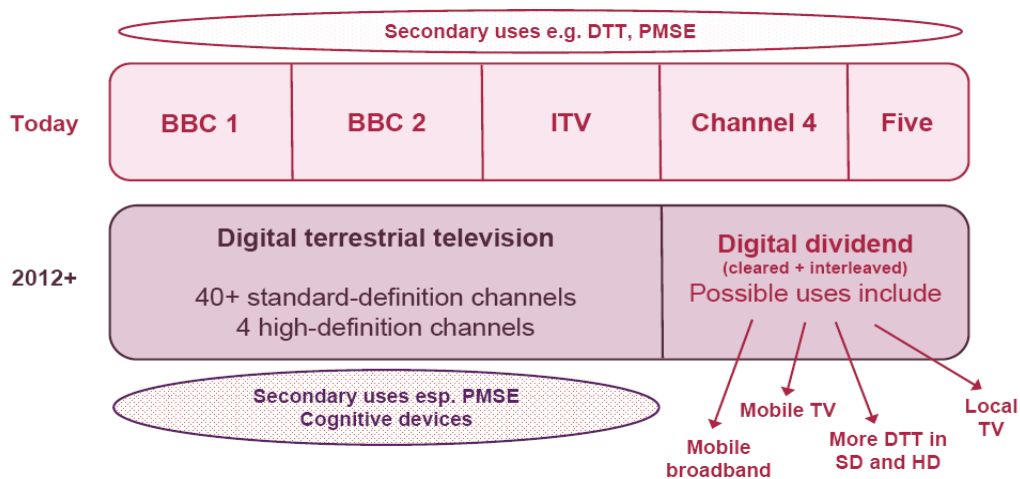 Secondary uses e.g. DTT, PMSE
Today
BBC 1
BBC 2
ITV
Channel 4
Five
2012+
Digital terrestrial television
40+ standard-definition channels
4 high-definition channels
Digital dividend
(cleared + interleaved)
Possible uses include
Secondary uses esp. PMSE
Cognitive devices
Mobile
broadband
Mobile TV
More DTT in
SD and HD
Local
TV